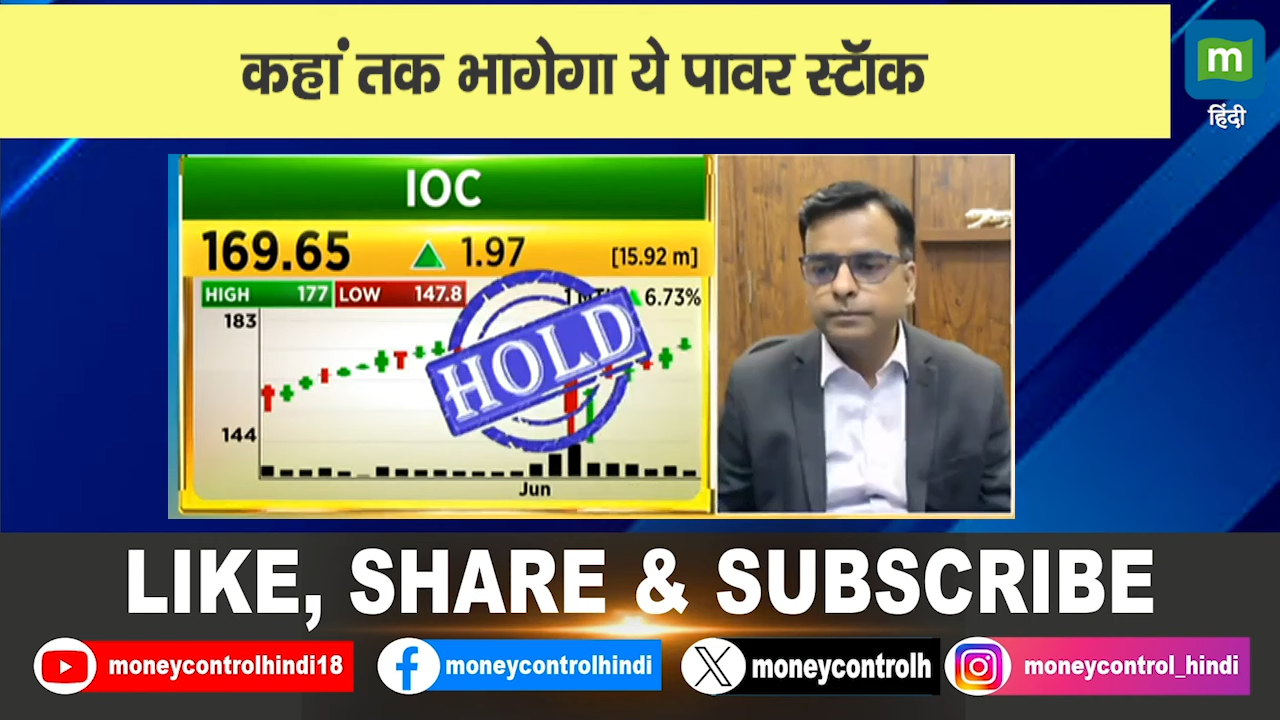 कहां तक भागेगा ये पावर स्टॉक
m
हिंदी
IOC
169.65 ▲ 1.97 [15.92 m]
HIGH 177 LOW 147.8 6.73%
183
144
HOLD
Jun
LIKE, SHARE & SUBSCRIBE
moneycontrolhindi18 moneycontrolhindi moneycontrolh moneycontrol_hindi